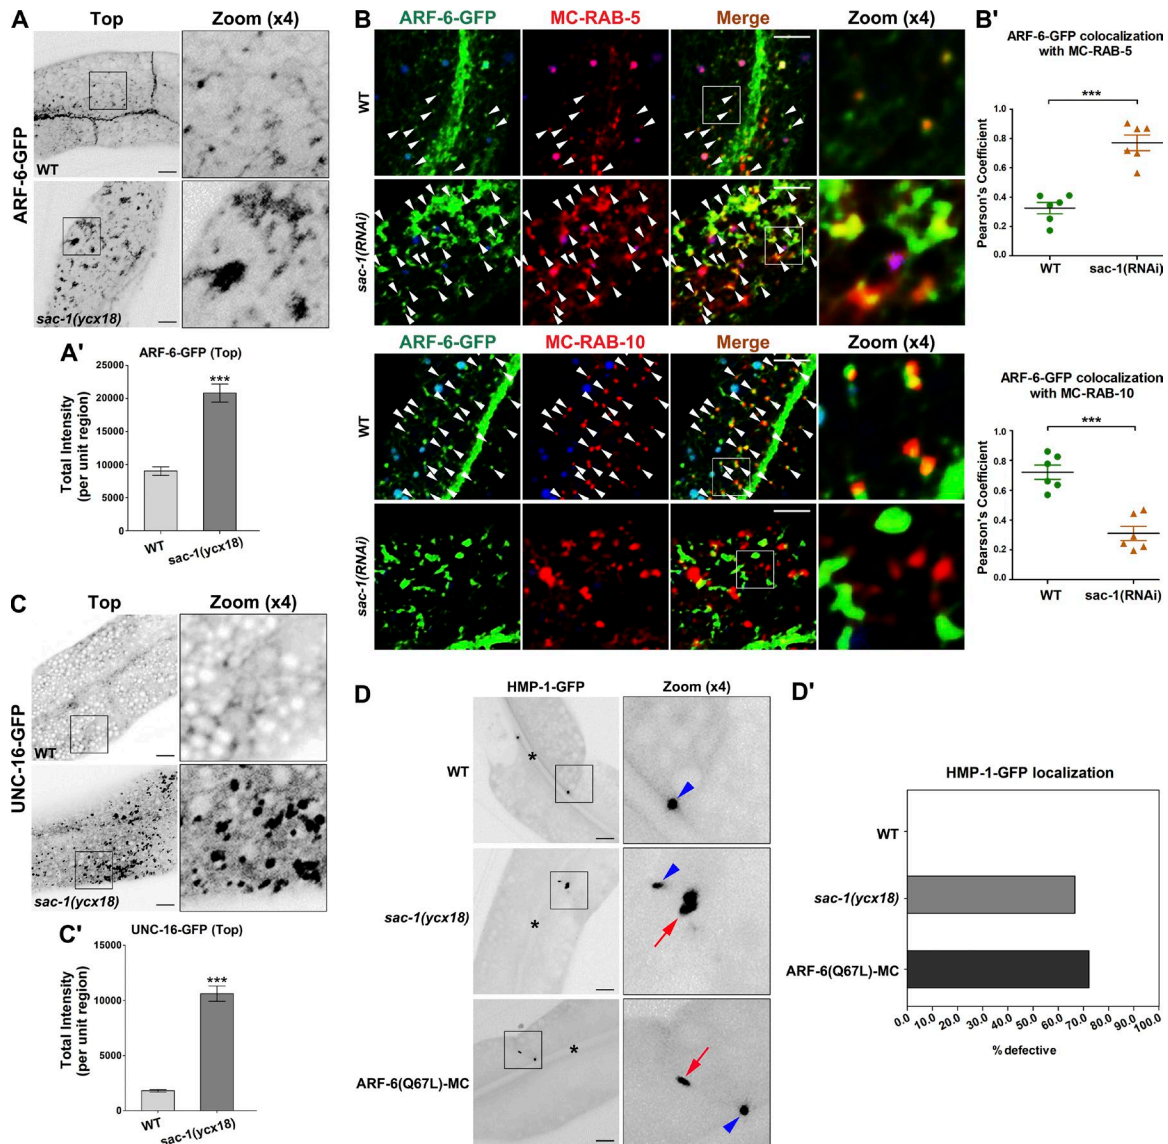 A
Top
Zoom (x4)
ARF-6-GFP
WT
sac-1(ycx18)
A'
ARF-6-GFP (Top)
Total Intensity
(per unit region)
25000
20000
15000
10000
5000
0
***
WT
sac-1(ycx18)
B
ARF-6-GFP
MC-RAB-5
Merge
Zoom (x4)
WT
sac-1(RNAi)
ARF-6-GFP
MC-RAB-10
Merge
Zoom (x4)
WT
sac-1(RNAi)
B'
ARF-6-GFP colocalization
with MC-RAB-5
Pearson's Coefficient
1.0
0.8
0.6
0.4
0.2
0.0
***
WT
sac-1(RNAi)
ARF-6-GFP colocalization
with MC-RAB-10
Pearson's Coefficient
1.0
0.8
0.6
0.4
0.2
0.0
***
WT
sac-1(RNAi)
C
Top
Zoom (x4)
UNC-16-GFP
WT
sac-1(ycx18)
C'
UNC-16-GFP (Top)
Total Intensity
(per unit region)
15000
10000
5000
0
***
WT
sac-1(ycx18)
D
HMP-1-GFP
Zoom (x4)
WT
*
sac-1(ycx18)
*
ARF-6(Q67L)-MC
*
D'
HMP-1-GFP localization
WT
sac-1(ycx18)
ARF-6(Q67L)-MC
0.0 10.0 20.0 30.0 40.0 50.0 60.0 70.0 80.0 90.0 100.0
% defective